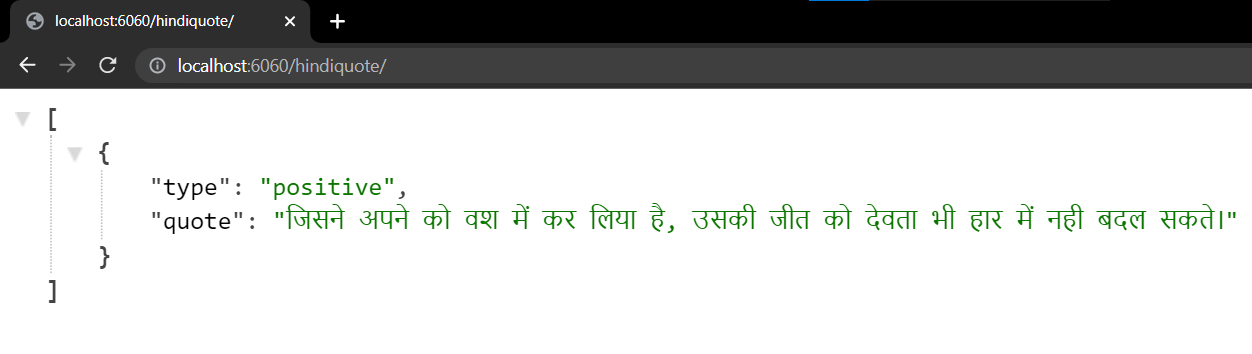 localhost:6060/hindiquote/
localhost:6060/hindiquote/
[
{
"type": "positive",
"quote": "जिसने अपने को वश में कर लिया है, उसकी जीत को देवता भी हार में नही बदल सकते।"
}
]